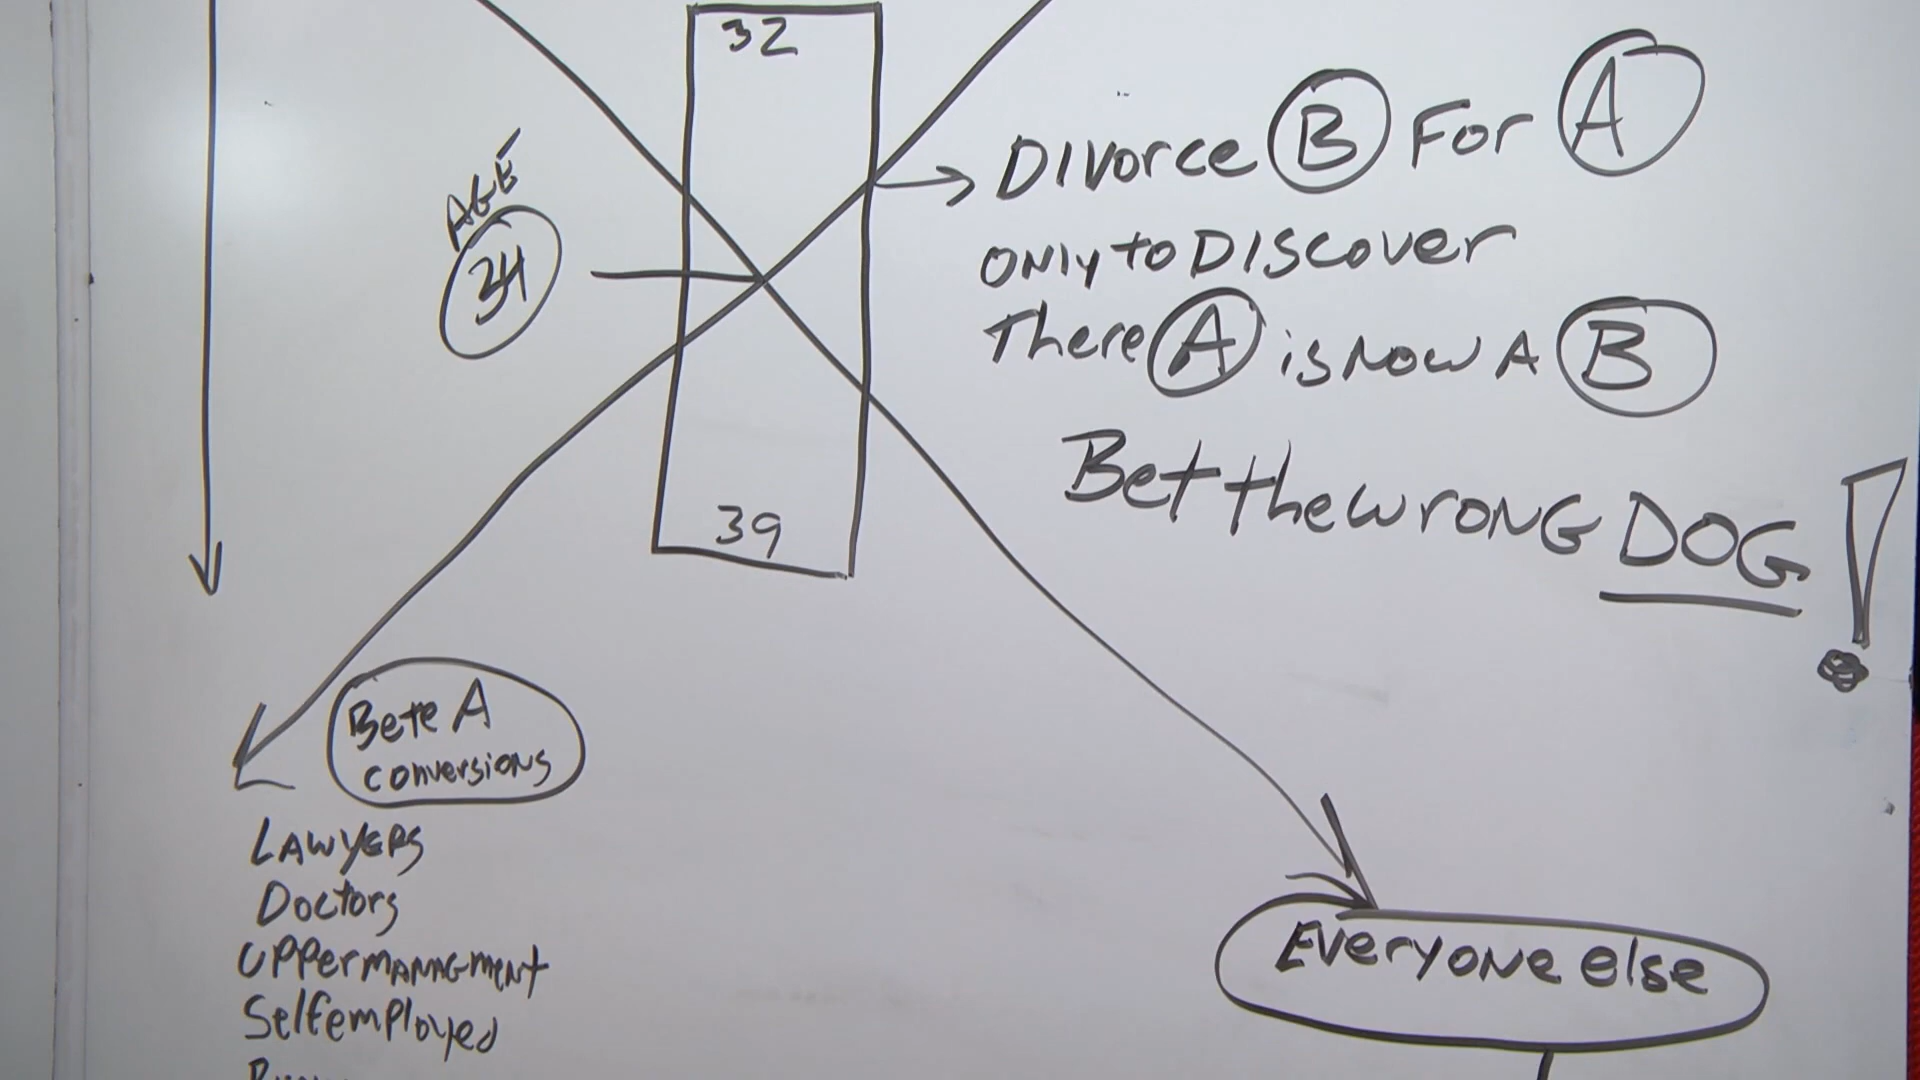 32
AGE
34
Divorce B For A
ONly to DIScover
There A is NOW A B
Bet the wrong DOG!
39
Bete A
conversions
LAWYERS
Doctors
UPPermANAGmeNT
Selfemployed
Everyone else